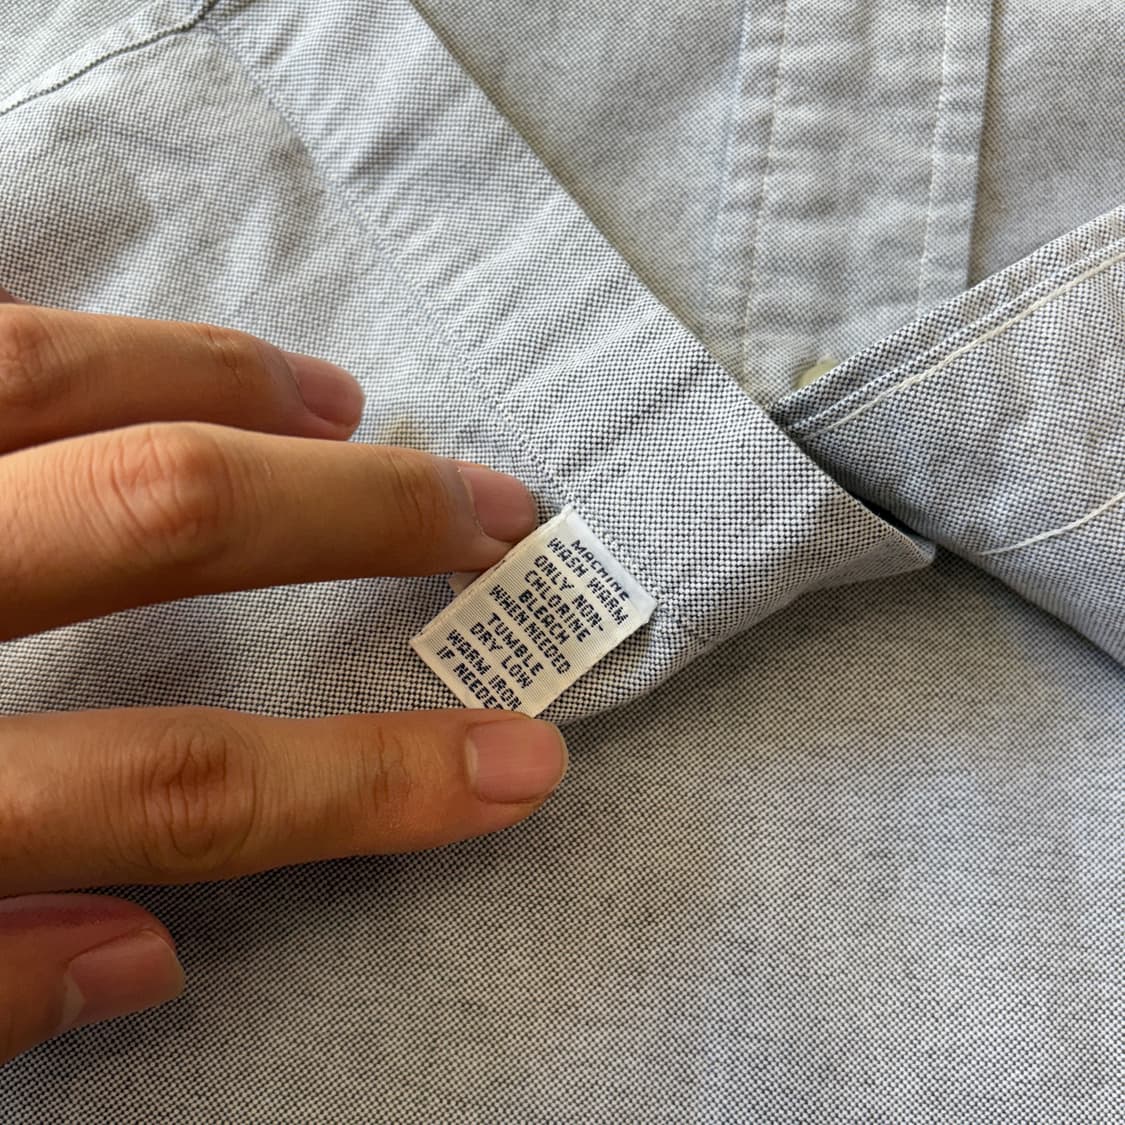 MACHINE
WASH WARM
ONLY NON-
CHLORINE
BLEACH
WHEN NEEDED
TUMBLE
DRY LOW
WARM IRON
IF NEEDED